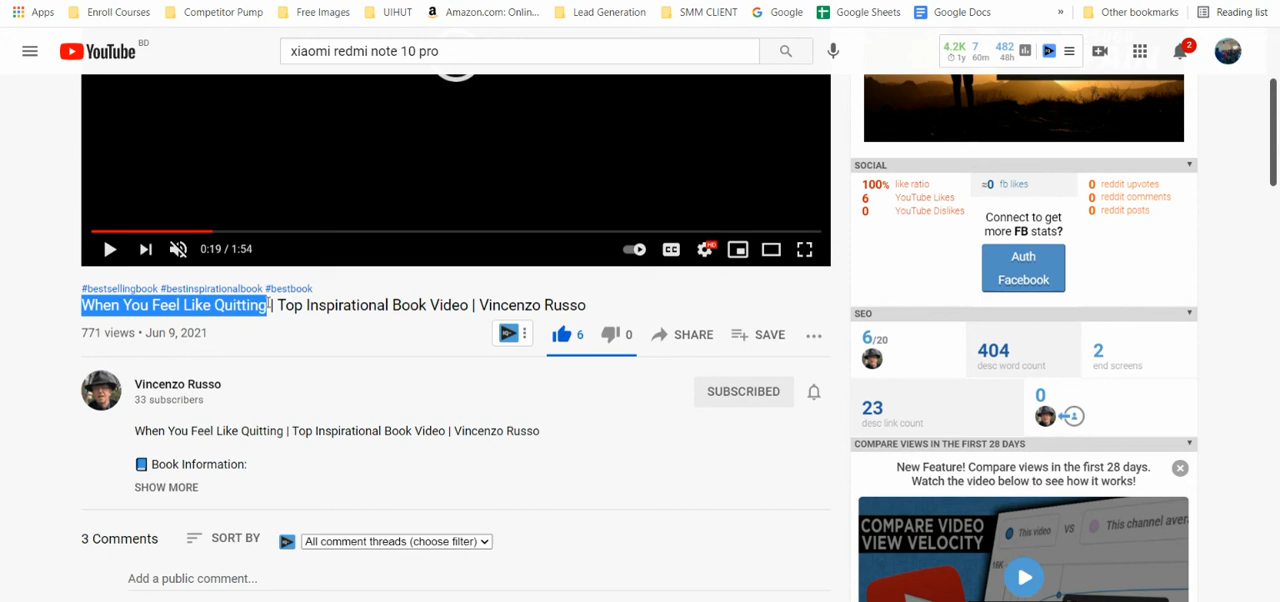 Apps Enroll Courses Competitor Pump Free Images UIHUT Amazon.com: Onlin... Lead Generation SMM CLIENT Google Google Sheets Google Docs » Other bookmarks Reading list
YouTube BD xiaomi redmi note 10 pro 4.2K 7 482 2
1y 60m 48h
SOCIAL
100% like ratio ≈0 fb likes 0 reddit upvotes
6 YouTube Likes 0 reddit comments
0 YouTube Dislikes 0 reddit posts
Connect to get
more FB stats?
Auth
Facebook
0:19 / 1:54 CC HD
#bestsellingbook #bestinspirationalbook #bestbook
When You Feel Like Quitting | Top Inspirational Book Video | Vincenzo Russo
771 views • Jun 9, 2021 6 0 SHARE SAVE
SEO
6/20 404 2
desc word count end screens
23 0
desc link count
Vincenzo Russo
33 subscribers
SUBSCRIBED
When You Feel Like Quitting | Top Inspirational Book Video | Vincenzo Russo
Book Information:
SHOW MORE
COMPARE VIEWS IN THE FIRST 28 DAYS
New Feature! Compare views in the first 28 days.
Watch the video below to see how it works!
COMPARE VIDEO
VIEW VELOCITY
This video VS This channel aver
16K
3 Comments SORT BY All comment threads (choose filter)
Add a public comment...